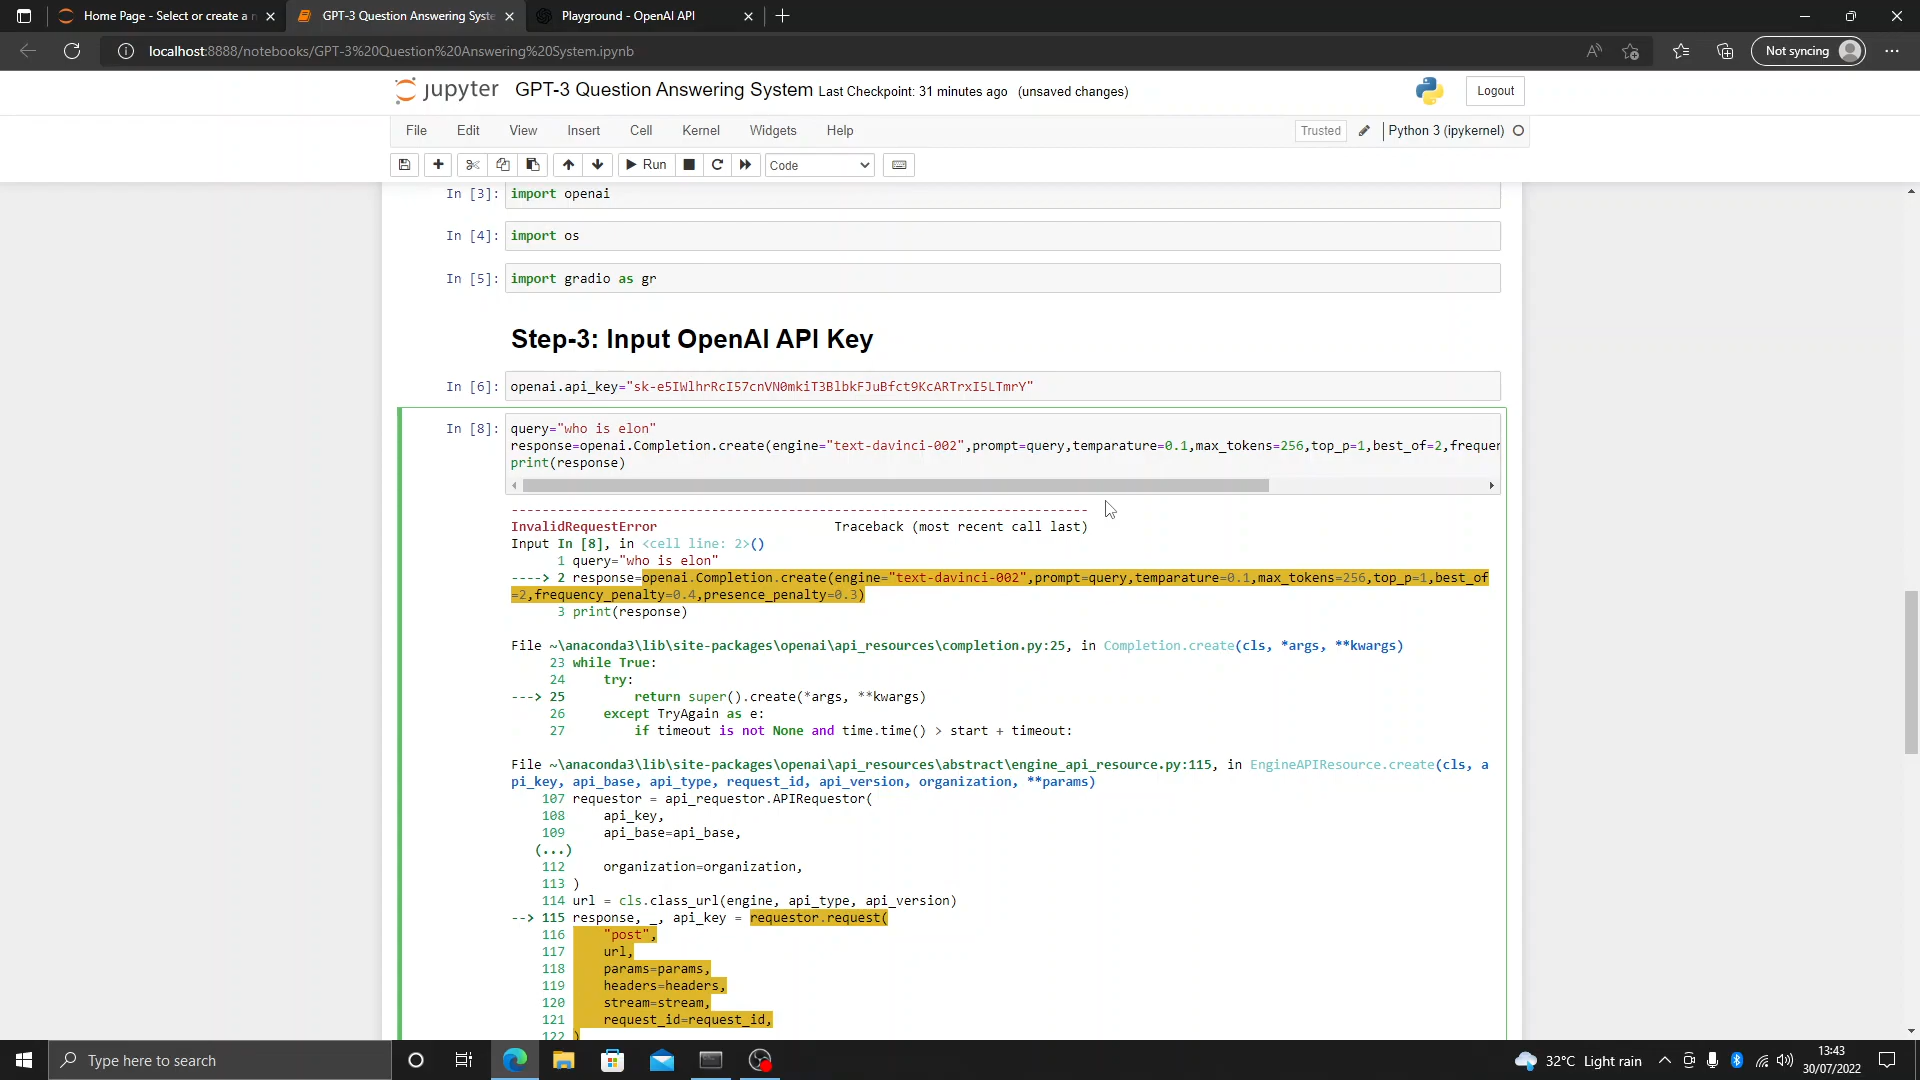 Home Page - Select or create a n
GPT-3 Question Answering Syste
Playground - OpenAI API
localhost:8888/notebooks/GPT-3%20Question%20Answering%20System.ipynb
Not syncing
jupyter GPT-3 Question Answering System Last Checkpoint: 31 minutes ago (unsaved changes)
Logout
File Edit View Insert Cell Kernel Widgets Help
Trusted
Python 3 (ipykernel)
Run
Code
In [3]: import openai
In [4]: import os
In [5]: import gradio as gr
Step-3: Input OpenAI API Key
In [6]: openai.api_key="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"
In [8]: query="who is elon"
response=openai.Completion.create(engine="text-davinci-002",prompt=query,temparature=0.1,max_tokens=256,top_p=1,best_of=2,frequer
print(response)
---------------------------------------------------------------------------
InvalidRequestError Traceback (most recent call last)
Input In [8], in <cell line: 2>()
1 query="who is elon"
----> 2 response=openai.Completion.create(engine="text-davinci-002",prompt=query,temparature=0.1,max_tokens=256,top_p=1,best_of
=2,frequency_penalty=0.4,presence_penalty=0.3)
3 print(response)
File ~\anaconda3\lib\site-packages\openai\api_resources\completion.py:25, in Completion.create(cls, *args, **kwargs)
23 while True:
24 try:
---> 25 return super().create(*args, **kwargs)
26 except TryAgain as e:
27 if timeout is not None and time.time() > start + timeout:
File ~\anaconda3\lib\site-packages\openai\api_resources\abstract\engine_api_resource.py:115, in EngineAPIResource.create(cls, a
pi_key, api_base, api_type, request_id, api_version, organization, **params)
107 requestor = api_requestor.APIRequestor(
108 api_key,
109 api_base=api_base,
(...)
112 organization=organization,
113 )
114 url = cls.class_url(engine, api_type, api_version)
--> 115 response, _, api_key = requestor.request(
116 "post",
117 url,
118 params=params,
119 headers=headers,
120 stream=stream,
121 request_id=request_id,
122 )
Type here to search
32°C Light rain
13:43
30/07/2022